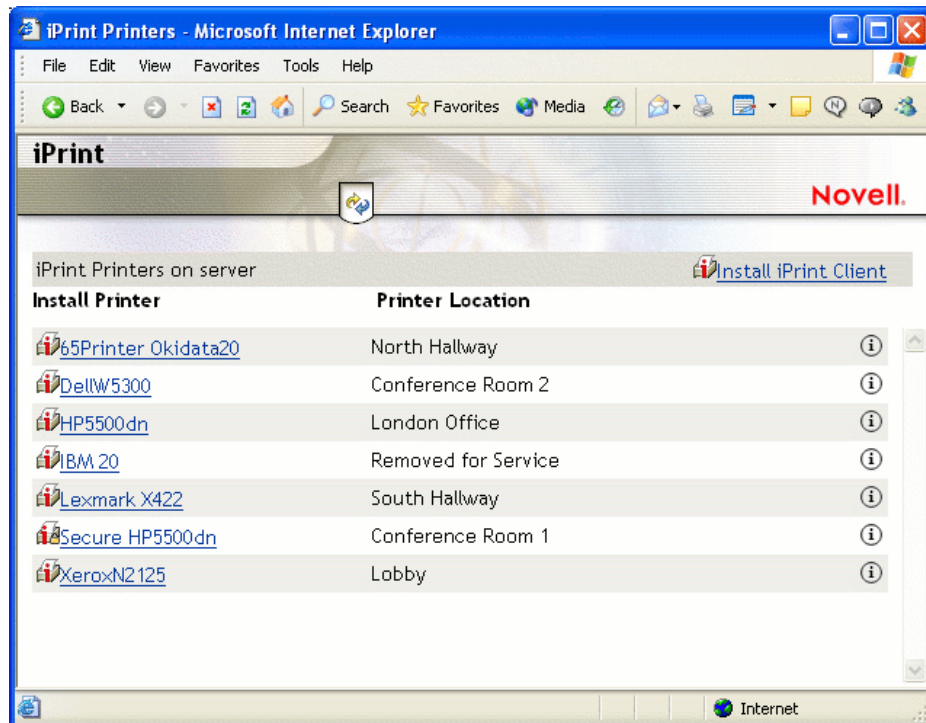 iPrint Printers - Microsoft Internet Explorer
File Edit View Favorites Tools Help
Back Search Favorites Media
iPrint
Novell.
iPrint Printers on server Install iPrint Client
Install Printer Printer Location
65Printer Okidata20 North Hallway
DellW5300 Conference Room 2
HP5500dn London Office
IBM 20 Removed for Service
Lexmark X422 South Hallway
Secure HP5500dn Conference Room 1
XeroxN2125 Lobby
Internet